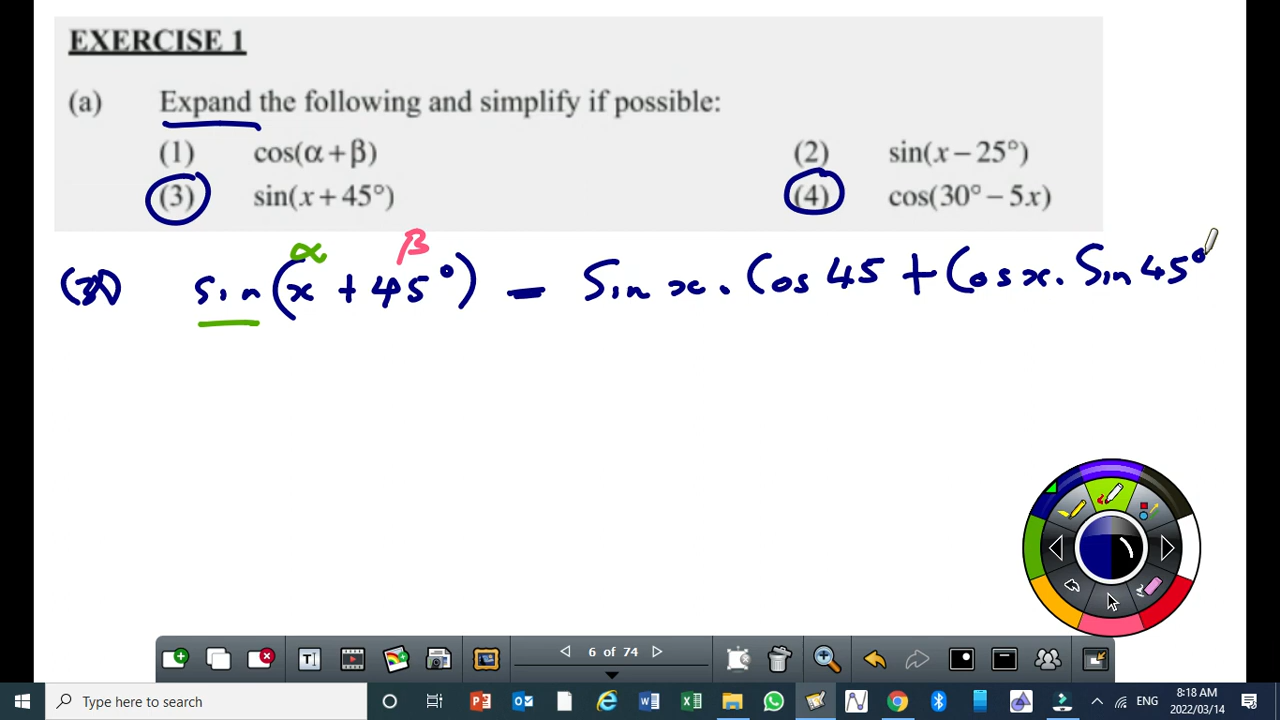 EXERCISE 1
(a) Expand the following and simplify if possible:
(1) cos(α + β) (2) sin(x − 25°)
(3) sin(x + 45°) (4) cos(30° − 5x)
α β
sin(x + 45°) = Sin x . Cos 45 + Cos x . Sin 45°
6 of 74
Type here to search
ENG
8:18 AM
2022/03/14